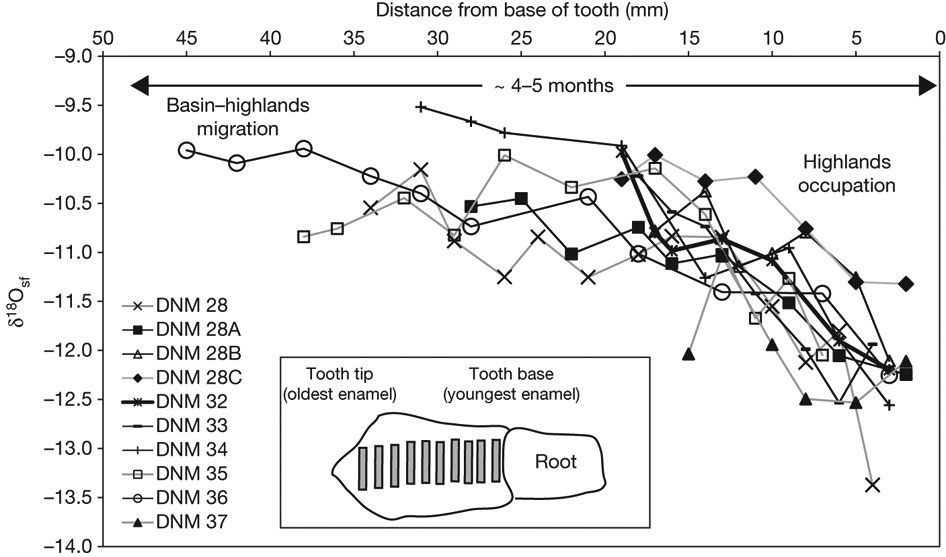 Distance from base of tooth (mm)
50 45 40 35 30 25 20 15 10 5 0
–9.0
~ 4–5 months
–9.5
Basin–highlands
migration
–10.0
Highlands
occupation
–10.5
–11.0
δ18Osf
–11.5
–12.0
–12.5
–13.0
–13.5
–14.0
DNM 28
DNM 28A
DNM 28B
DNM 28C
DNM 32
DNM 33
DNM 34
DNM 35
DNM 36
DNM 37
Tooth tip
(oldest enamel)
Tooth base
(youngest enamel)
Root